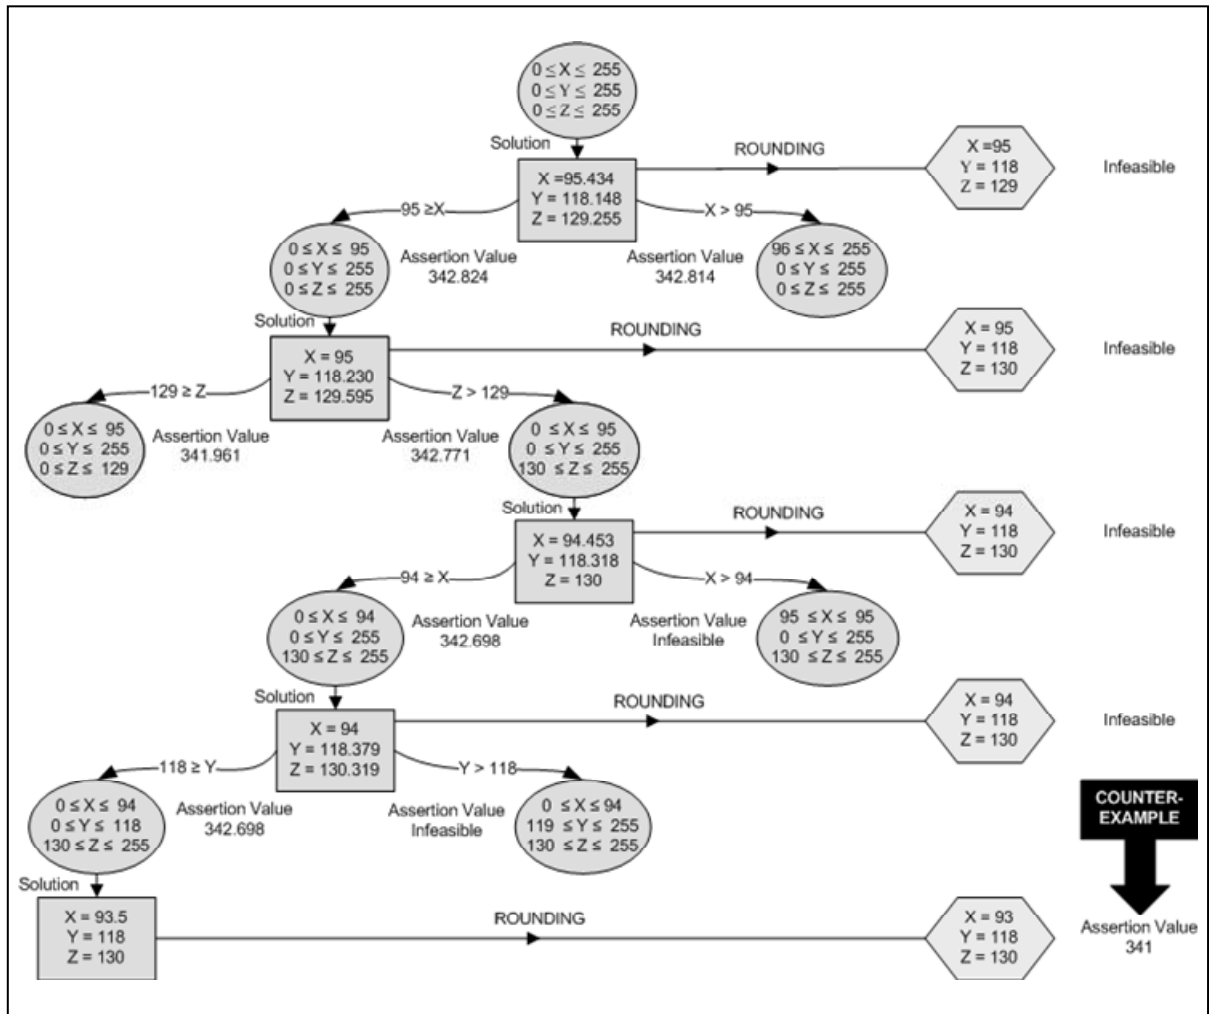 0 ≤ X ≤ 255
0 ≤ Y ≤ 255
0 ≤ Z ≤ 255
Solution
X =95.434
Y = 118.148
Z = 129.255
ROUNDING
X =95
Y = 118
Z = 129
Infeasible
95 ≥X
X > 95
0 ≤ X ≤ 95
0 ≤ Y ≤ 255
0 ≤ Z ≤ 255
Assertion Value
342.824
Assertion Value
342.814
96 ≤ X ≤ 255
0 ≤ Y ≤ 255
0 ≤ Z ≤ 255
Solution
X = 95
Y = 118.230
Z = 129.595
ROUNDING
X = 95
Y = 118
Z = 130
Infeasible
129 ≥ Z
Z > 129
0 ≤ X ≤ 95
0 ≤ Y ≤ 255
0 ≤ Z ≤ 129
Assertion Value
341.961
Assertion Value
342.771
0 ≤ X ≤ 95
0 ≤ Y ≤ 255
130 ≤ Z ≤ 255
Solution
X = 94.453
Y = 118.318
Z = 130
ROUNDING
X = 94
Y = 118
Z = 130
Infeasible
94 ≥ X
X > 94
0 ≤ X ≤ 94
0 ≤ Y ≤ 255
130 ≤ Z ≤ 255
Assertion Value
342.698
Assertion Value
Infeasible
95 ≤ X ≤ 95
0 ≤ Y ≤ 255
130 ≤ Z ≤ 255
Solution
X = 94
Y = 118.379
Z = 130.319
ROUNDING
X = 94
Y = 118
Z = 130
Infeasible
118 ≥ Y
Y > 118
0 ≤ X ≤ 94
0 ≤ Y ≤ 118
130 ≤ Z ≤ 255
Assertion Value
342.698
Assertion Value
Infeasible
0 ≤ X ≤ 94
119 ≤ Y ≤ 255
130 ≤ Z ≤ 255
COUNTER-
EXAMPLE
Solution
X = 93.5
Y = 118
Z = 130
ROUNDING
X = 93
Y = 118
Z = 130
Assertion Value
341